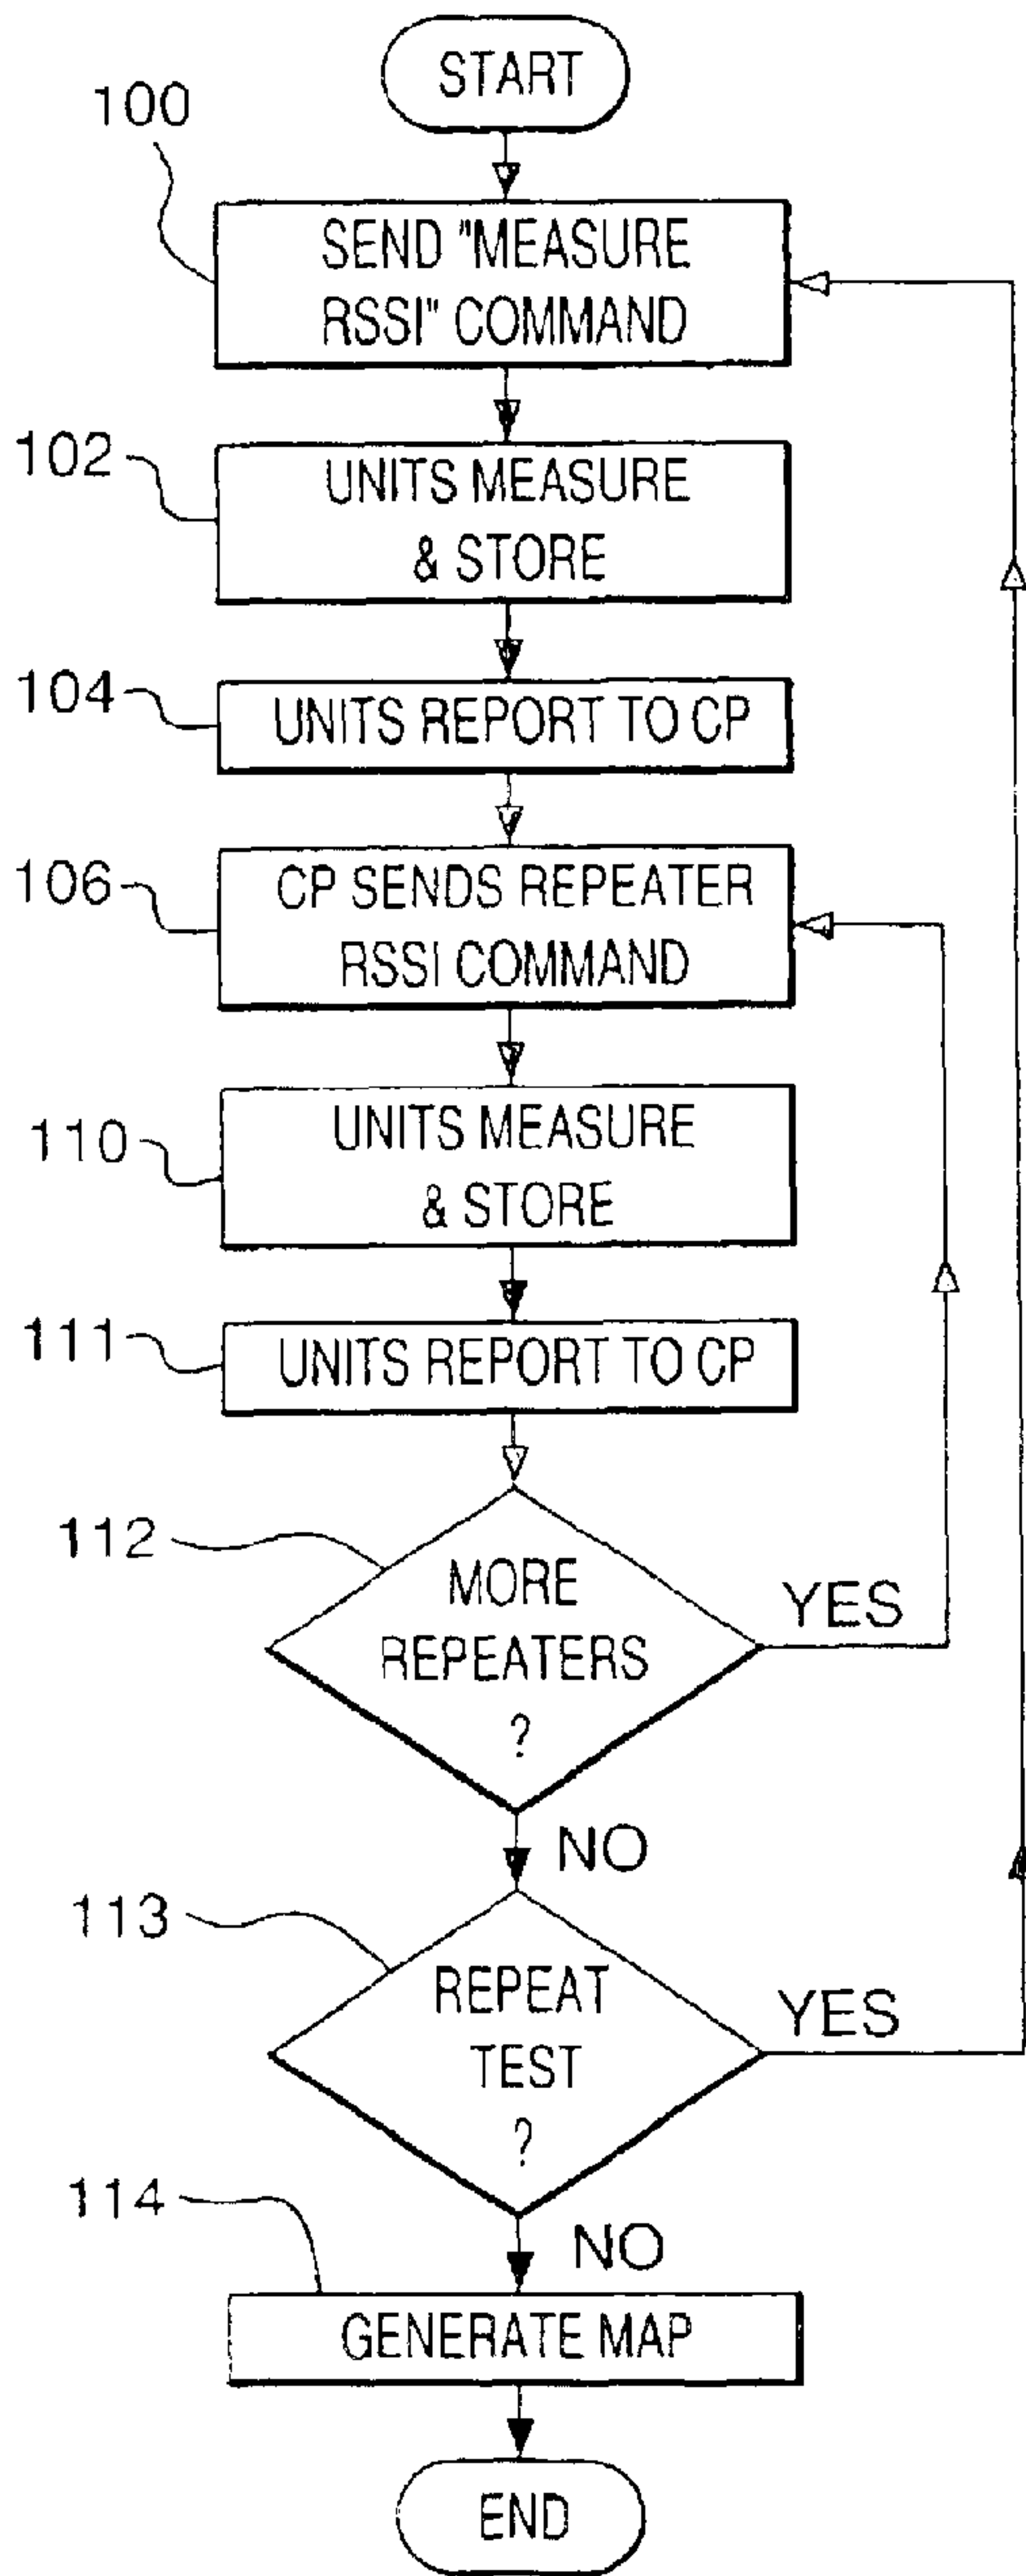 START
100
SEND "MEASURE
RSSI" COMMAND
102
UNITS MEASURE
& STORE
104
UNITS REPORT TO CP
106
CP SENDS REPEATER
RSSI COMMAND
110
UNITS MEASURE
& STORE
111
UNITS REPORT TO CP
112
MORE
REPEATERS
?
YES
NO
113
REPEAT
TEST
?
YES
NO
114
GENERATE MAP
END